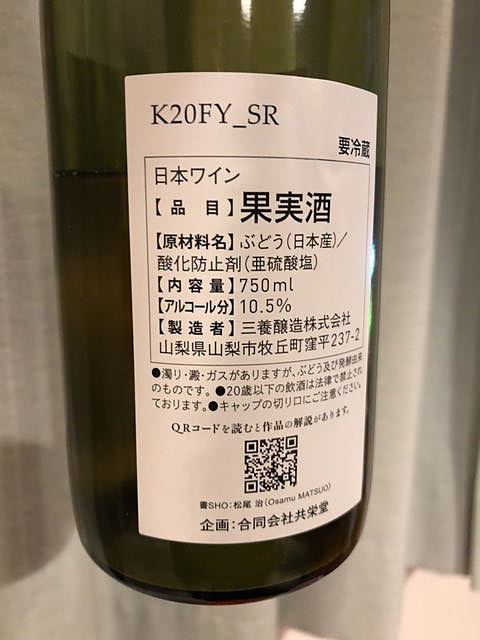 K20FY_SR
要冷蔵
日本ワイン
【品目】果実酒
【原材料名】ぶどう（日本産）／
酸化防止剤（亜硫酸塩）
【内容量】750ml
【アルコール分】10.5%
【製造者】三養醸造株式会社
山梨県山梨市牧丘町窪平237-2
●濁り・澱・ガスがありますが、ぶどう及び発酵由来
のものです。●20歳以下の飲酒は法律で禁止され
ております。●キャップの切り口にご注意ください。
QRコードを読むと作品の解説があります。
書SHO：松尾 治（Osamu MATSUO）
企画：合同会社共栄堂